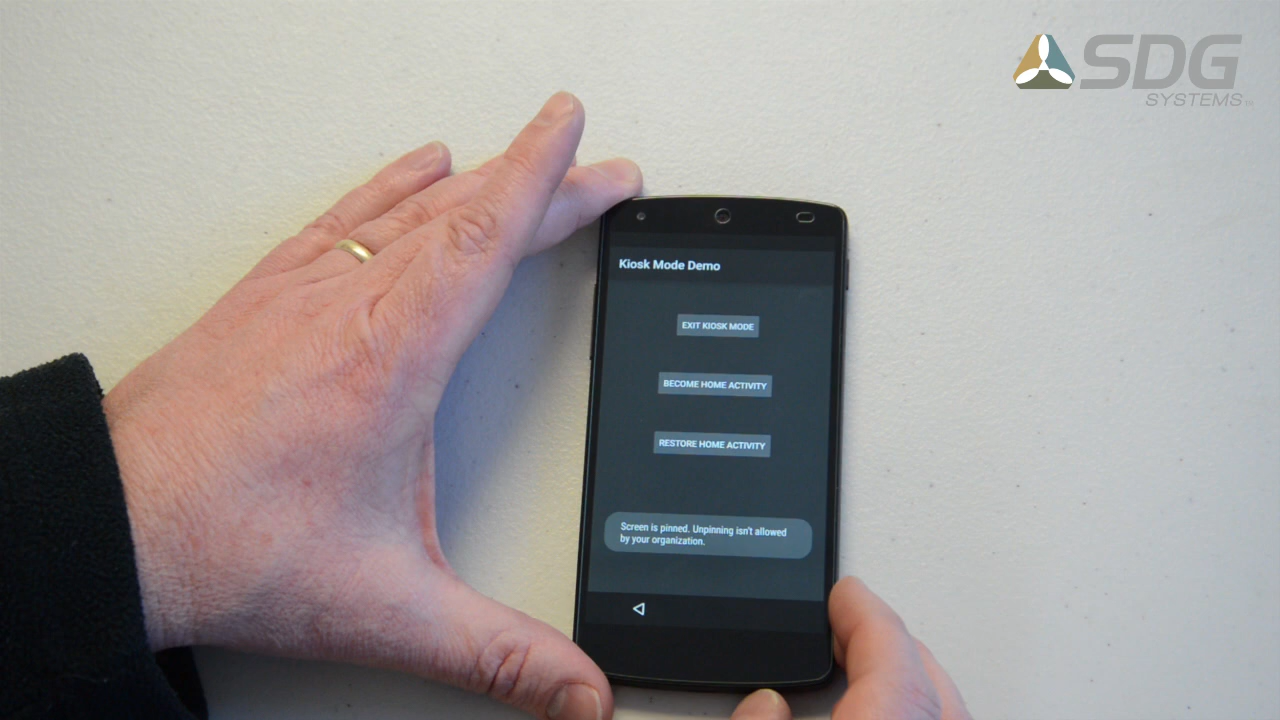 SDG
SYSTEMS
Kiosk Mode Demo
EXIT KIOSK MODE
BECOME HOME ACTIVITY
RESTORE HOME ACTIVITY
Screen is pinned. Unpinning isn't allowed
by your organization.